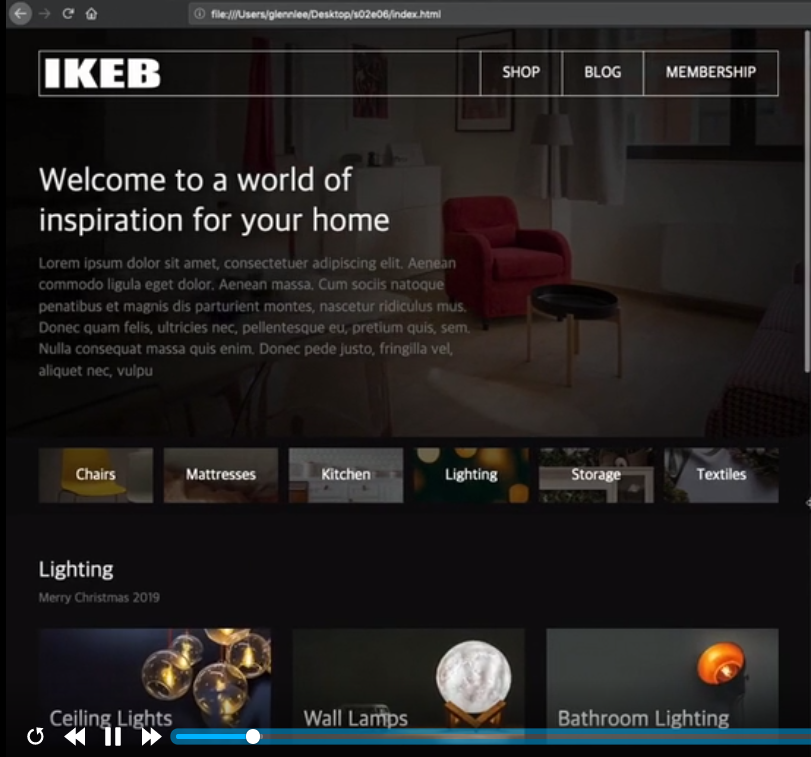 file:///Users/glennlee/Desktop/s02e06/index.html
IKEB
SHOP
BLOG
MEMBERSHIP
Welcome to a world of
inspiration for your home
Lorem ipsum dolor sit amet, consectetuer adipiscing elit. Aenean
commodo ligula eget dolor. Aenean massa. Cum sociis natoque
penatibus et magnis dis parturient montes, nascetur ridiculus mus.
Donec quam felis, ultricies nec, pellentesque eu, pretium quis, sem.
Nulla consequat massa quis enim. Donec pede justo, fringilla vel,
aliquet nec, vulpu
Chairs
Mattresses
Kitchen
Lighting
Storage
Textiles
Lighting
Merry Christmas 2019
Ceiling Lights
Wall Lamps
Bathroom Lighting